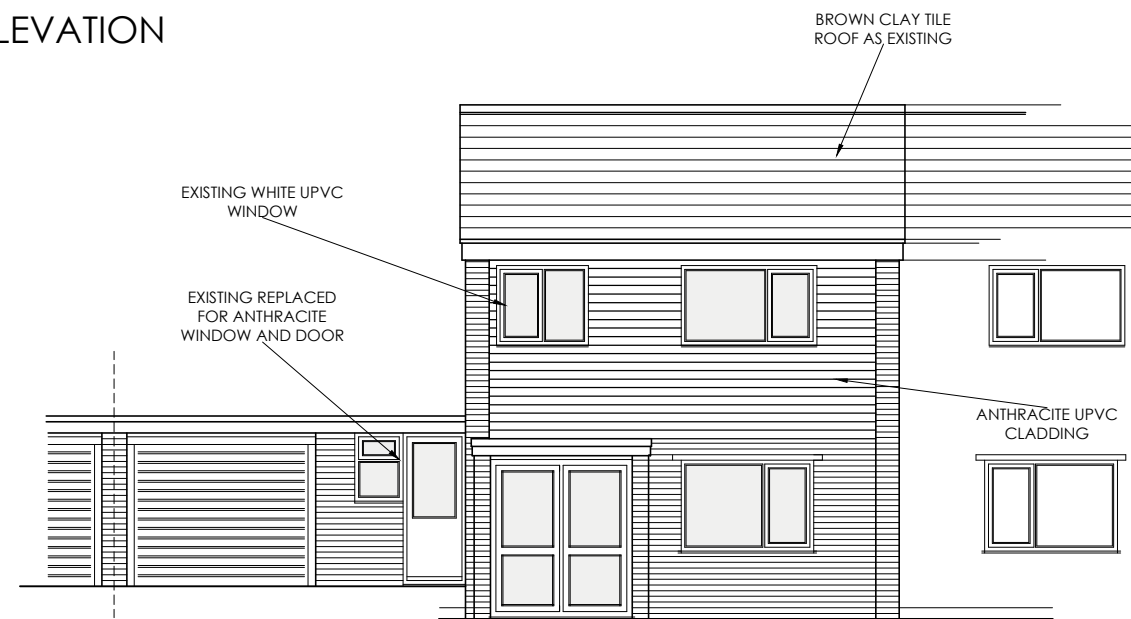 LEVATION
BROWN CLAY TILE
ROOF AS EXISTING
EXISTING WHITE UPVC
WINDOW
EXISTING REPLACED
FOR ANTHRACITE
WINDOW AND DOOR
ANTHRACITE UPVC
CLADDING